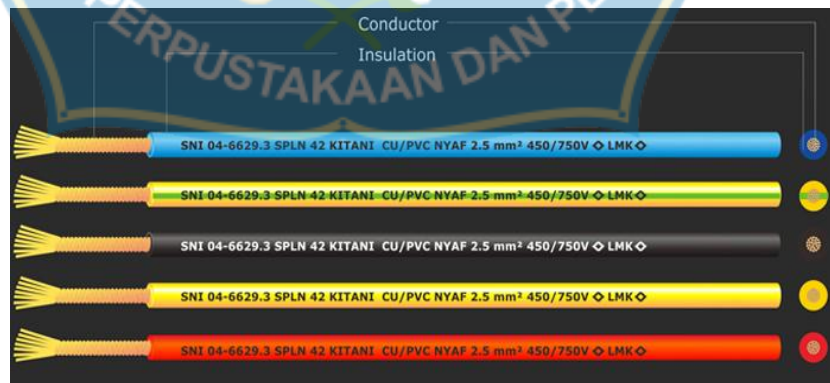 PERPUSTAKAAN DAN PE
Conductor
Insulation
SNI 04-6629.3 SPLN 42 KITANI CU/PVC NYAF 2.5 mm² 450/750V ◇ LMK ◇
SNI 04-6629.3 SPLN 42 KITANI CU/PVC NYAF 2.5 mm² 450/750V ◇ LMK ◇
SNI 04-6629.3 SPLN 42 KITANI CU/PVC NYAF 2.5 mm² 450/750V ◇ LMK ◇
SNI 04-6629.3 SPLN 42 KITANI CU/PVC NYAF 2.5 mm² 450/750V ◇ LMK ◇
SNI 04-6629.3 SPLN 42 KITANI CU/PVC NYAF 2.5 mm² 450/750V ◇ LMK ◇